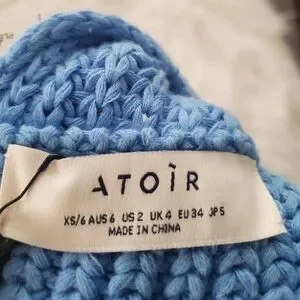 ATOÌR
XS/6 AUS 6 US 2 UK 4 EU 34 JP 5
MADE IN CHINA